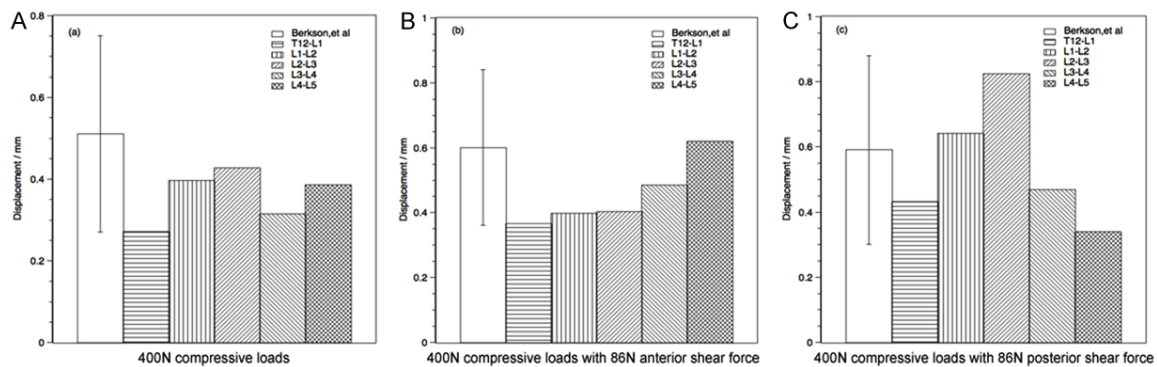 A
(a)
Berkson,et al
T12-L1
L1-L2
L2-L3
L3-L4
L4-L5
Displacement / mm
0.8
0.6
0.4
0.2
0
400N compressive loads
B
(b)
Berkson,et al
T12-L1
L1-L2
L2-L3
L3-L4
L4-L5
Displacement / mm
1
0.8
0.6
0.4
0.2
0
400N compressive loads with 86N anterior shear force
C
(c)
Berkson,et al
T12-L1
L1-L2
L2-L3
L3-L4
L4-L5
Displacement / mm
1
0.8
0.6
0.4
0.2
0
400N compressive loads with 86N posterior shear force